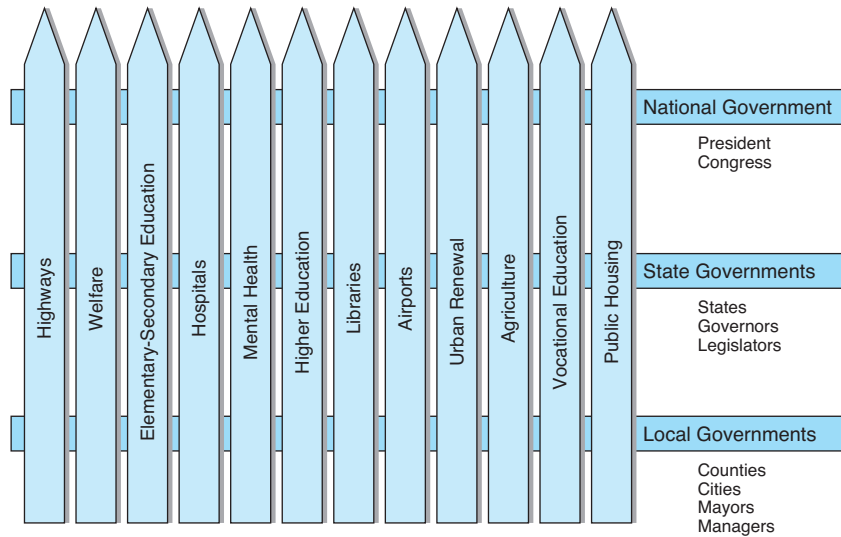 Highways
Welfare
Elementary-Secondary Education
Hospitals
Mental Health
Higher Education
Libraries
Airports
Urban Renewal
Agriculture
Vocational Education
Public Housing
National Government
President
Congress
State Governments
States
Governors
Legislators
Local Governments
Counties
Cities
Mayors
Managers